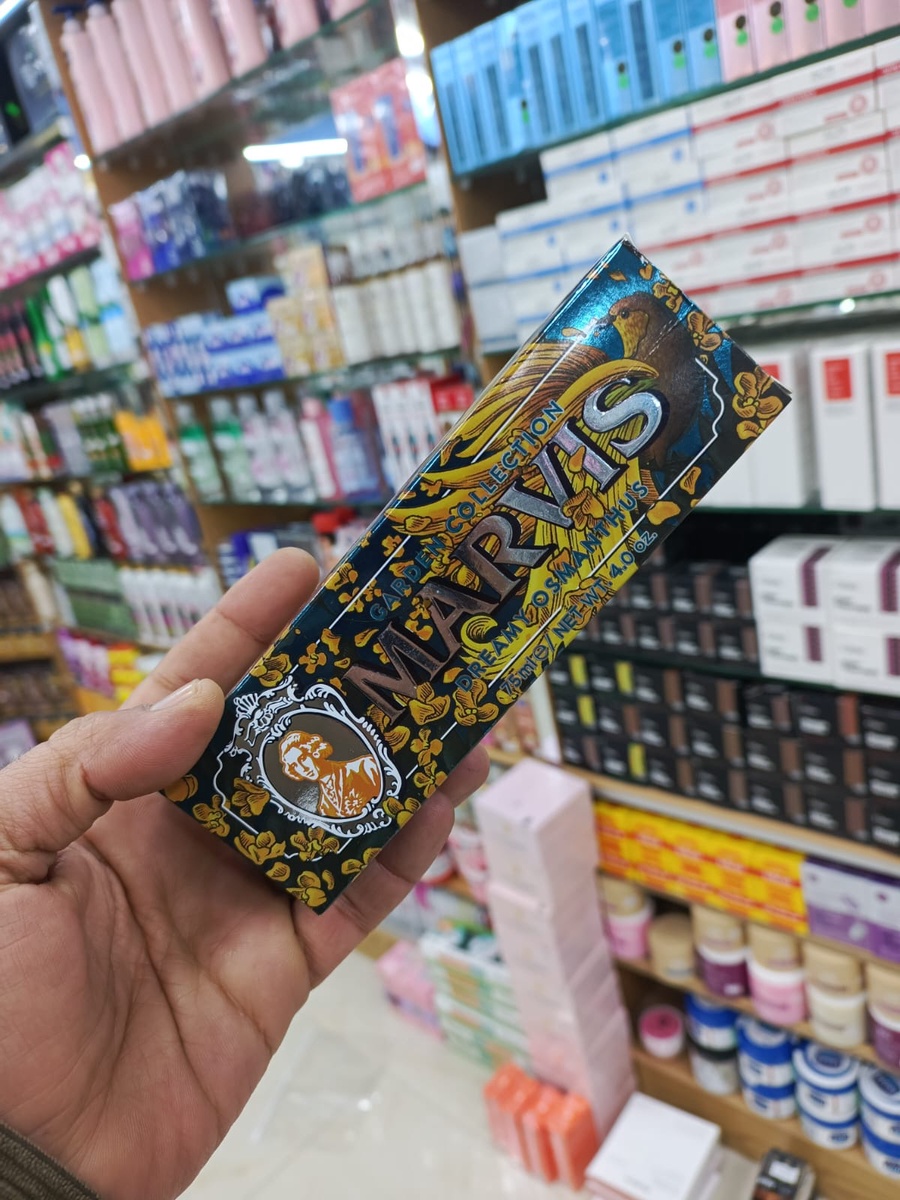 GARDEN COLLECTION
MARVIS
DREAMY OSMANTHUS
75ml ℮ / NET WT 4.0 oz.